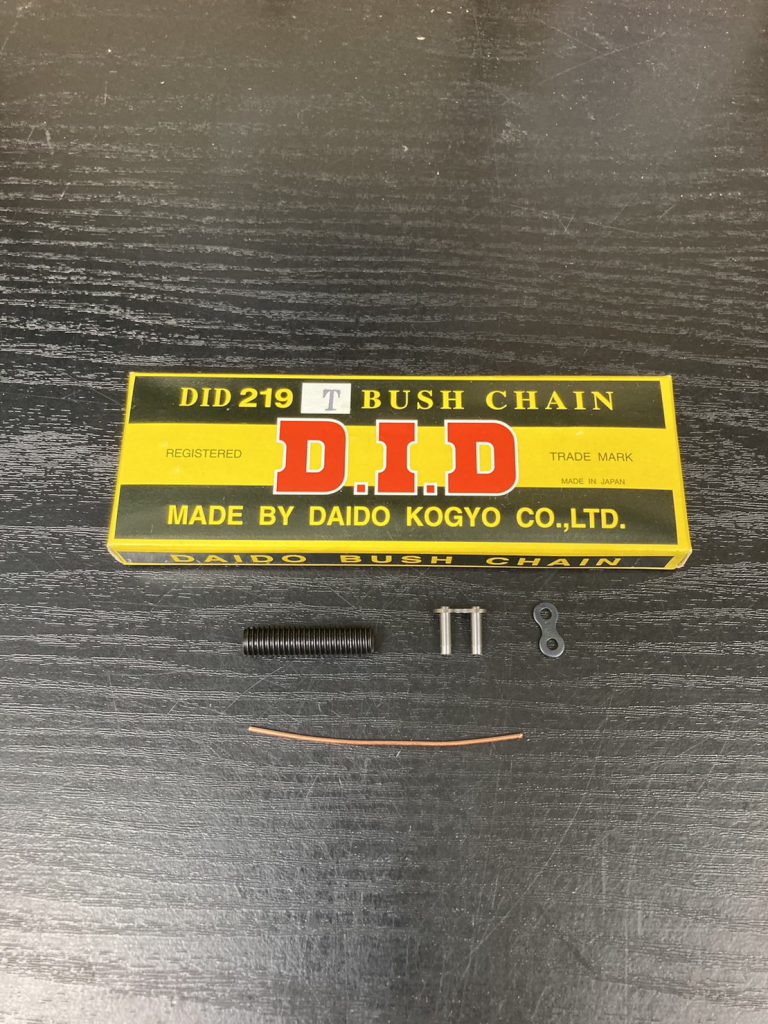 DID 219 T BUSH CHAIN
REGISTERED D.I.D TRADE MARK
MADE IN JAPAN
MADE BY DAIDO KOGYO CO.,LTD.
DAIDO BUSH CHAIN